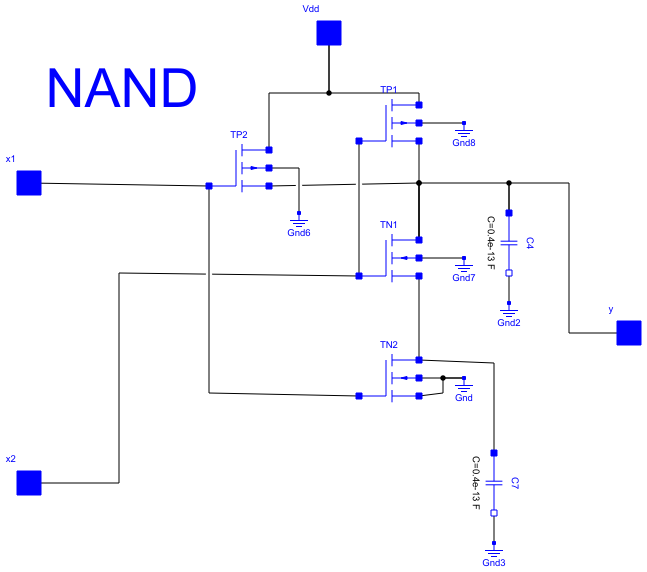 Vdd
NAND
TP1
TP2
Gnd8
x1
Gnd6
TN1
C=0.4e-13 F
C4
Gnd7
y
Gnd2
TN2
Gnd
x2
C=0.4e-13 F
C7
Gnd3